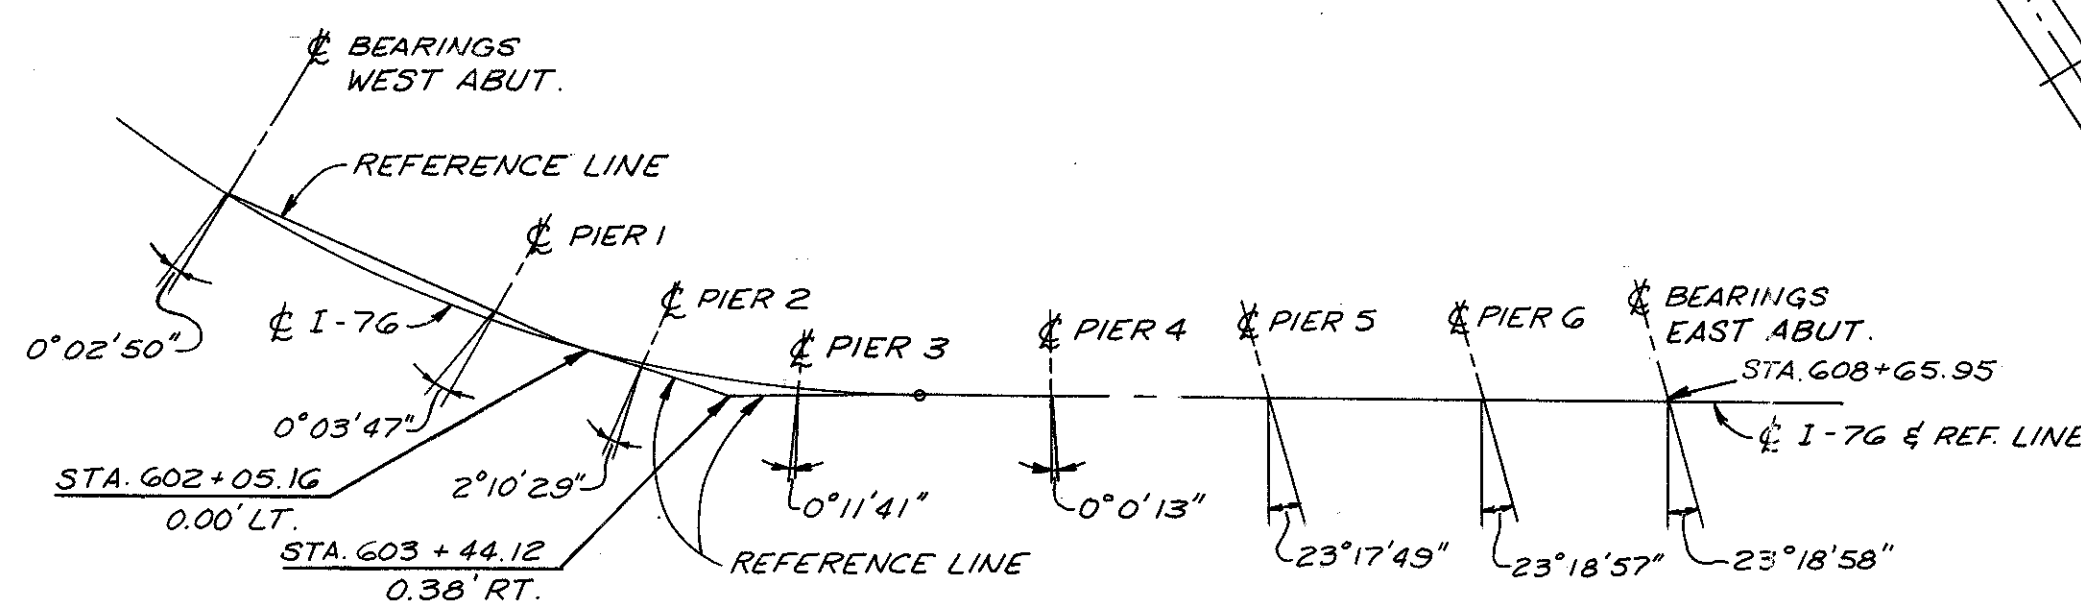 ℄ BEARINGS
WEST ABUT.
REFERENCE LINE
℄ PIER 1
℄ PIER 2
℄ I-76
℄ PIER 3
℄ PIER 4
℄ PIER 5
℄ PIER 6
℄ BEARINGS
EAST ABUT.
STA. 608+65.95
0°02'50"
0°03'47"
℄ I-76 & REF. LINE
STA. 602+05.16
0.00' LT.
2°10'29"
0°11'41"
0°0'13"
STA. 603+44.12
0.38' RT.
REFERENCE LINE
23°17'49"
23°18'57"
23°18'58"